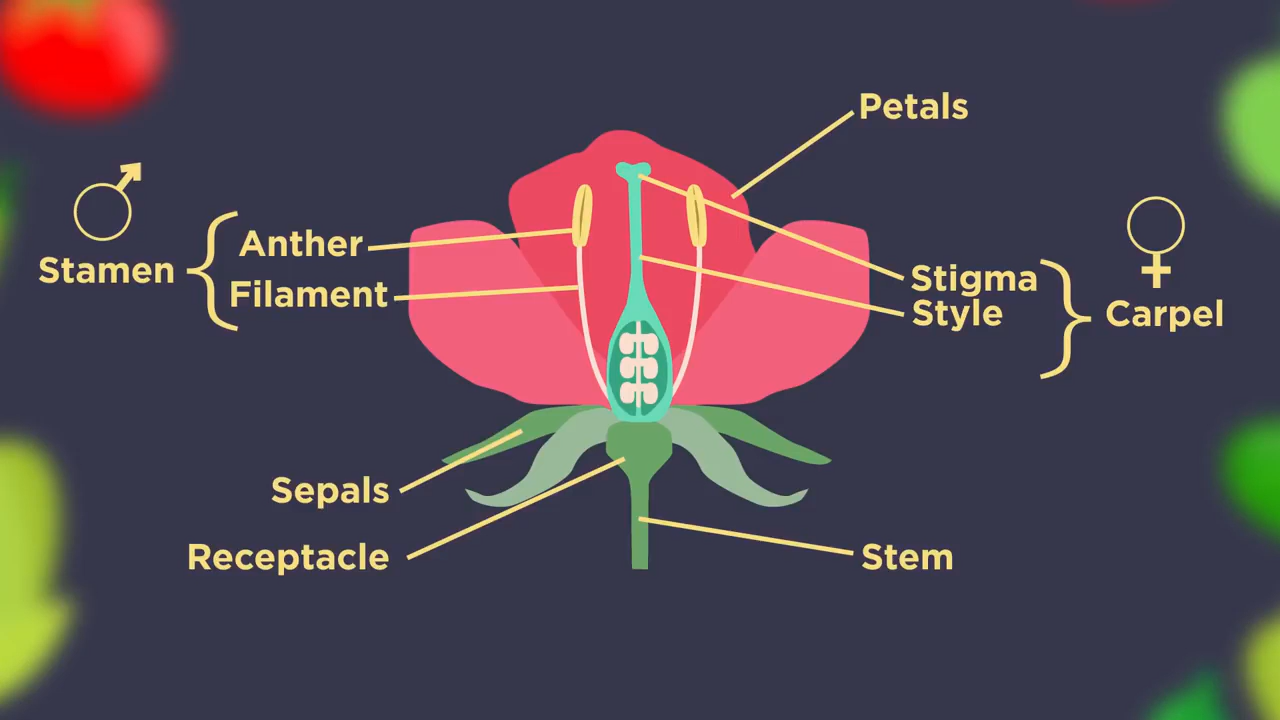 Petals
Anther
Stamen
Filament
Stigma
Style
Carpel
Sepals
Receptacle
Stem